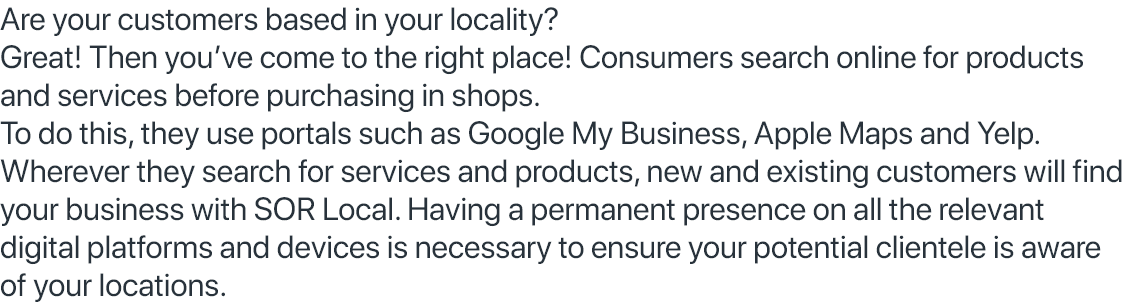 Are your customers based in your locality?
Great! Then you’ve come to the right place! Consumers search online for products
and services before purchasing in shops.
To do this, they use portals such as Google My Business, Apple Maps and Yelp.
Wherever they search for services and products, new and existing customers will find
your business with SOR Local. Having a permanent presence on all the relevant
digital platforms and devices is necessary to ensure your potential clientele is aware
of your locations.